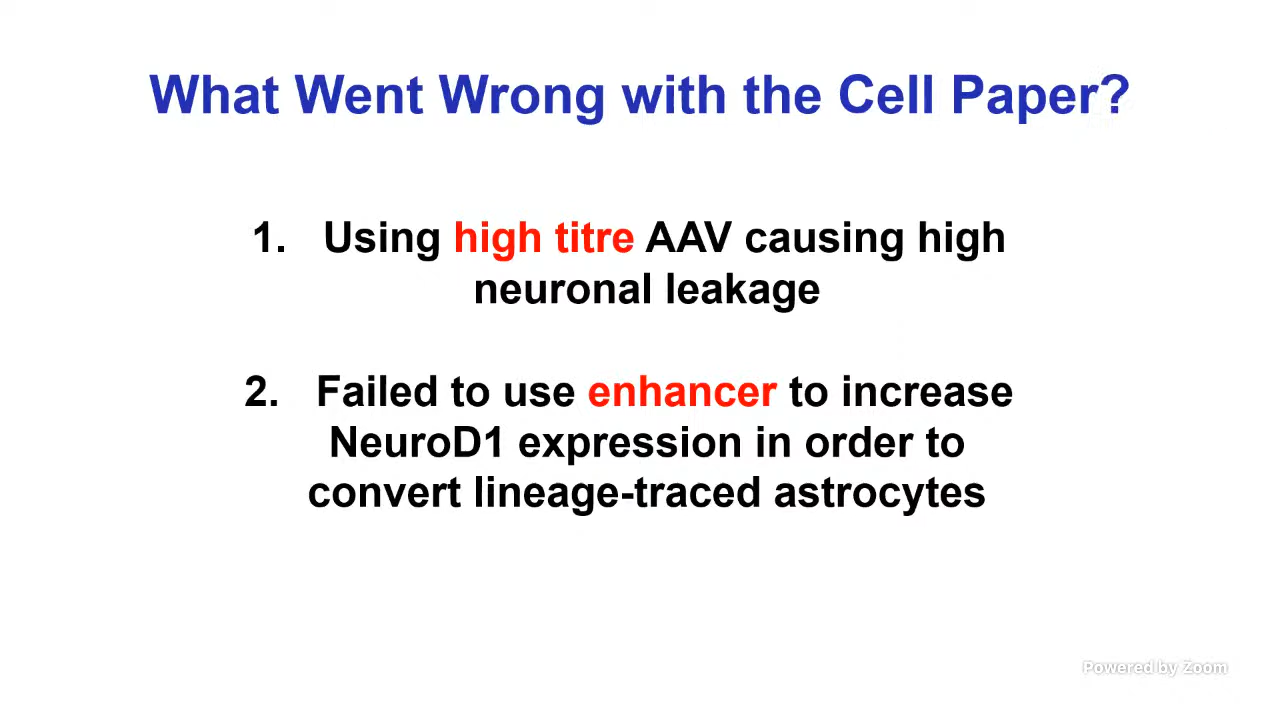 What Went Wrong with the Cell Paper?
1. Using high titre AAV causing high
neuronal leakage
2. Failed to use enhancer to increase
NeuroD1 expression in order to
convert lineage-traced astrocytes
Powered by Zoom